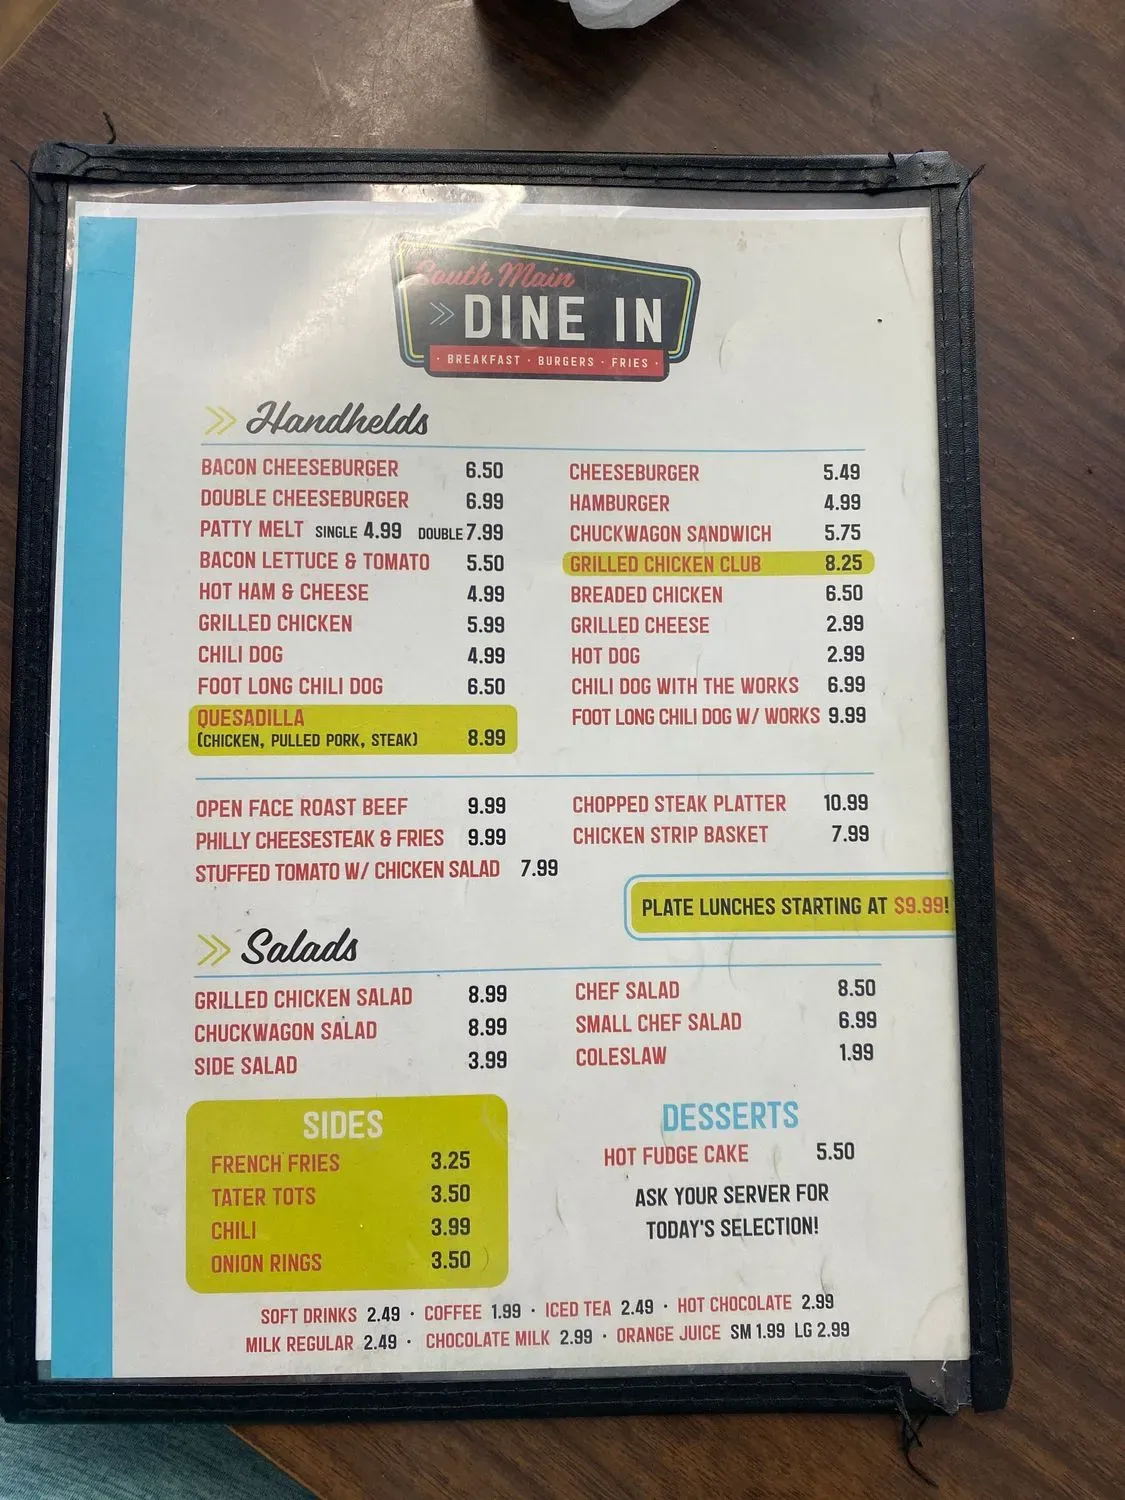 South Main
DINE IN
· BREAKFAST · BURGERS · FRIES ·
Handhelds
BACON CHEESEBURGER 6.50
DOUBLE CHEESEBURGER 6.99
PATTY MELT SINGLE 4.99 DOUBLE 7.99
BACON LETTUCE & TOMATO 5.50
HOT HAM & CHEESE 4.99
GRILLED CHICKEN 5.99
CHILI DOG 4.99
FOOT LONG CHILI DOG 6.50
QUESADILLA
(CHICKEN, PULLED PORK, STEAK) 8.99
CHEESEBURGER 5.49
HAMBURGER 4.99
CHUCKWAGON SANDWICH 5.75
GRILLED CHICKEN CLUB 8.25
BREADED CHICKEN 6.50
GRILLED CHEESE 2.99
HOT DOG 2.99
CHILI DOG WITH THE WORKS 6.99
FOOT LONG CHILI DOG W/ WORKS 9.99
OPEN FACE ROAST BEEF 9.99
PHILLY CHEESESTEAK & FRIES 9.99
STUFFED TOMATO W/ CHICKEN SALAD 7.99
CHOPPED STEAK PLATTER 10.99
CHICKEN STRIP BASKET 7.99
PLATE LUNCHES STARTING AT $9.99!
Salads
GRILLED CHICKEN SALAD 8.99
CHUCKWAGON SALAD 8.99
SIDE SALAD 3.99
CHEF SALAD 8.50
SMALL CHEF SALAD 6.99
COLESLAW 1.99
SIDES
FRENCH FRIES 3.25
TATER TOTS 3.50
CHILI 3.99
ONION RINGS 3.50
DESSERTS
HOT FUDGE CAKE 5.50
ASK YOUR SERVER FOR
TODAY'S SELECTION!
SOFT DRINKS 2.49 · COFFEE 1.99 · ICED TEA 2.49 · HOT CHOCOLATE 2.99
MILK REGULAR 2.49 · CHOCOLATE MILK 2.99 · ORANGE JUICE SM 1.99 LG 2.99